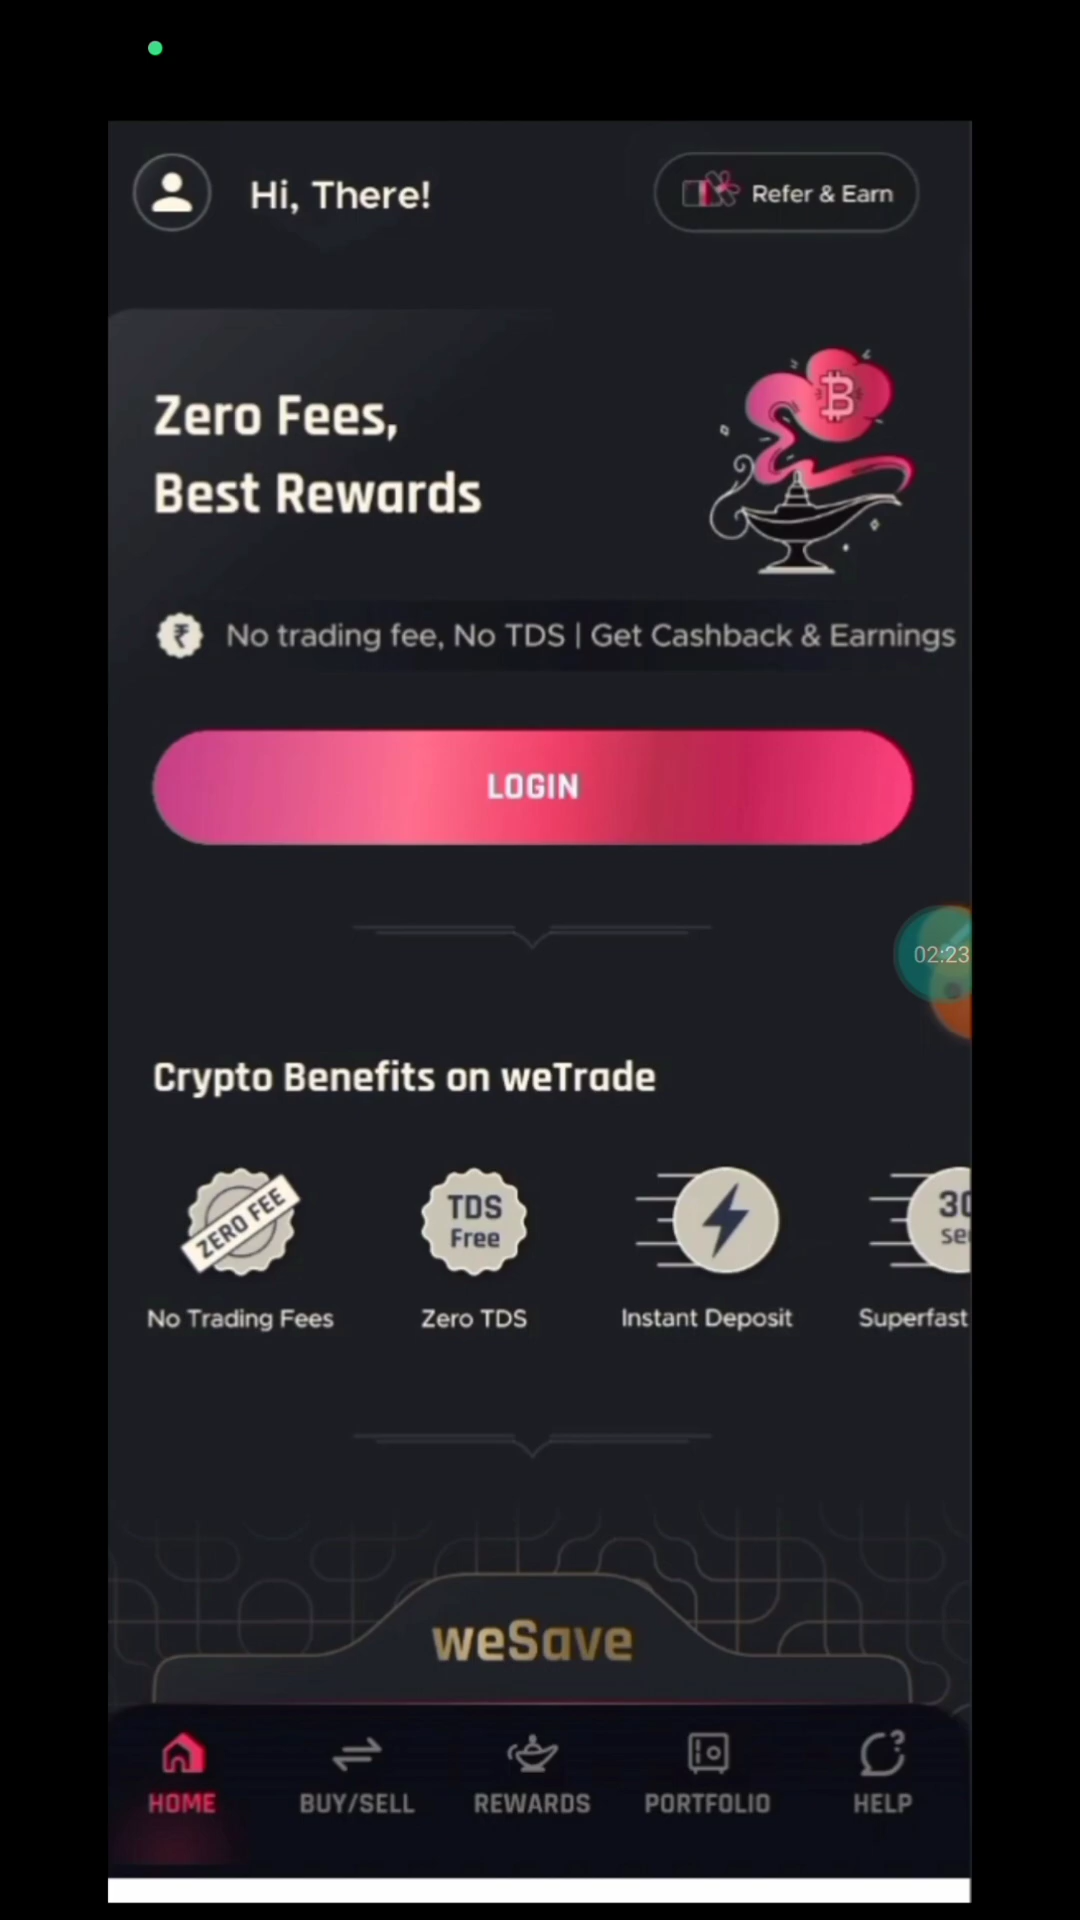 Hi, There!
Refer & Earn
Zero Fees,
Best Rewards
₿
₹
No trading fee, No TDS | Get Cashback & Earnings
LOGIN
02:23
Crypto Benefits on weTrade
ZERO FEE
TDS
Free
30
No Trading Fees
Zero TDS
Instant Deposit
Superfast
weSave
HOME
BUY/SELL
REWARDS
PORTFOLIO
HELP